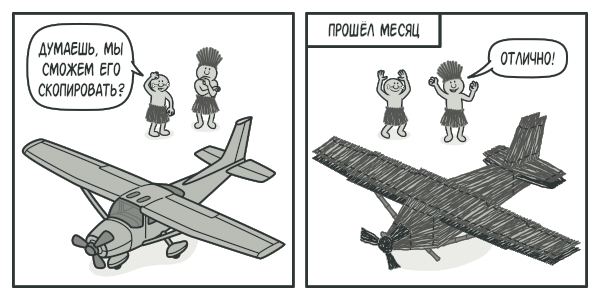 ДУМАЕШЬ, МЫ
СМОЖЕМ ЕГО
СКОПИРОВАТЬ?
ПРОШЁЛ МЕСЯЦ
ОТЛИЧНО!